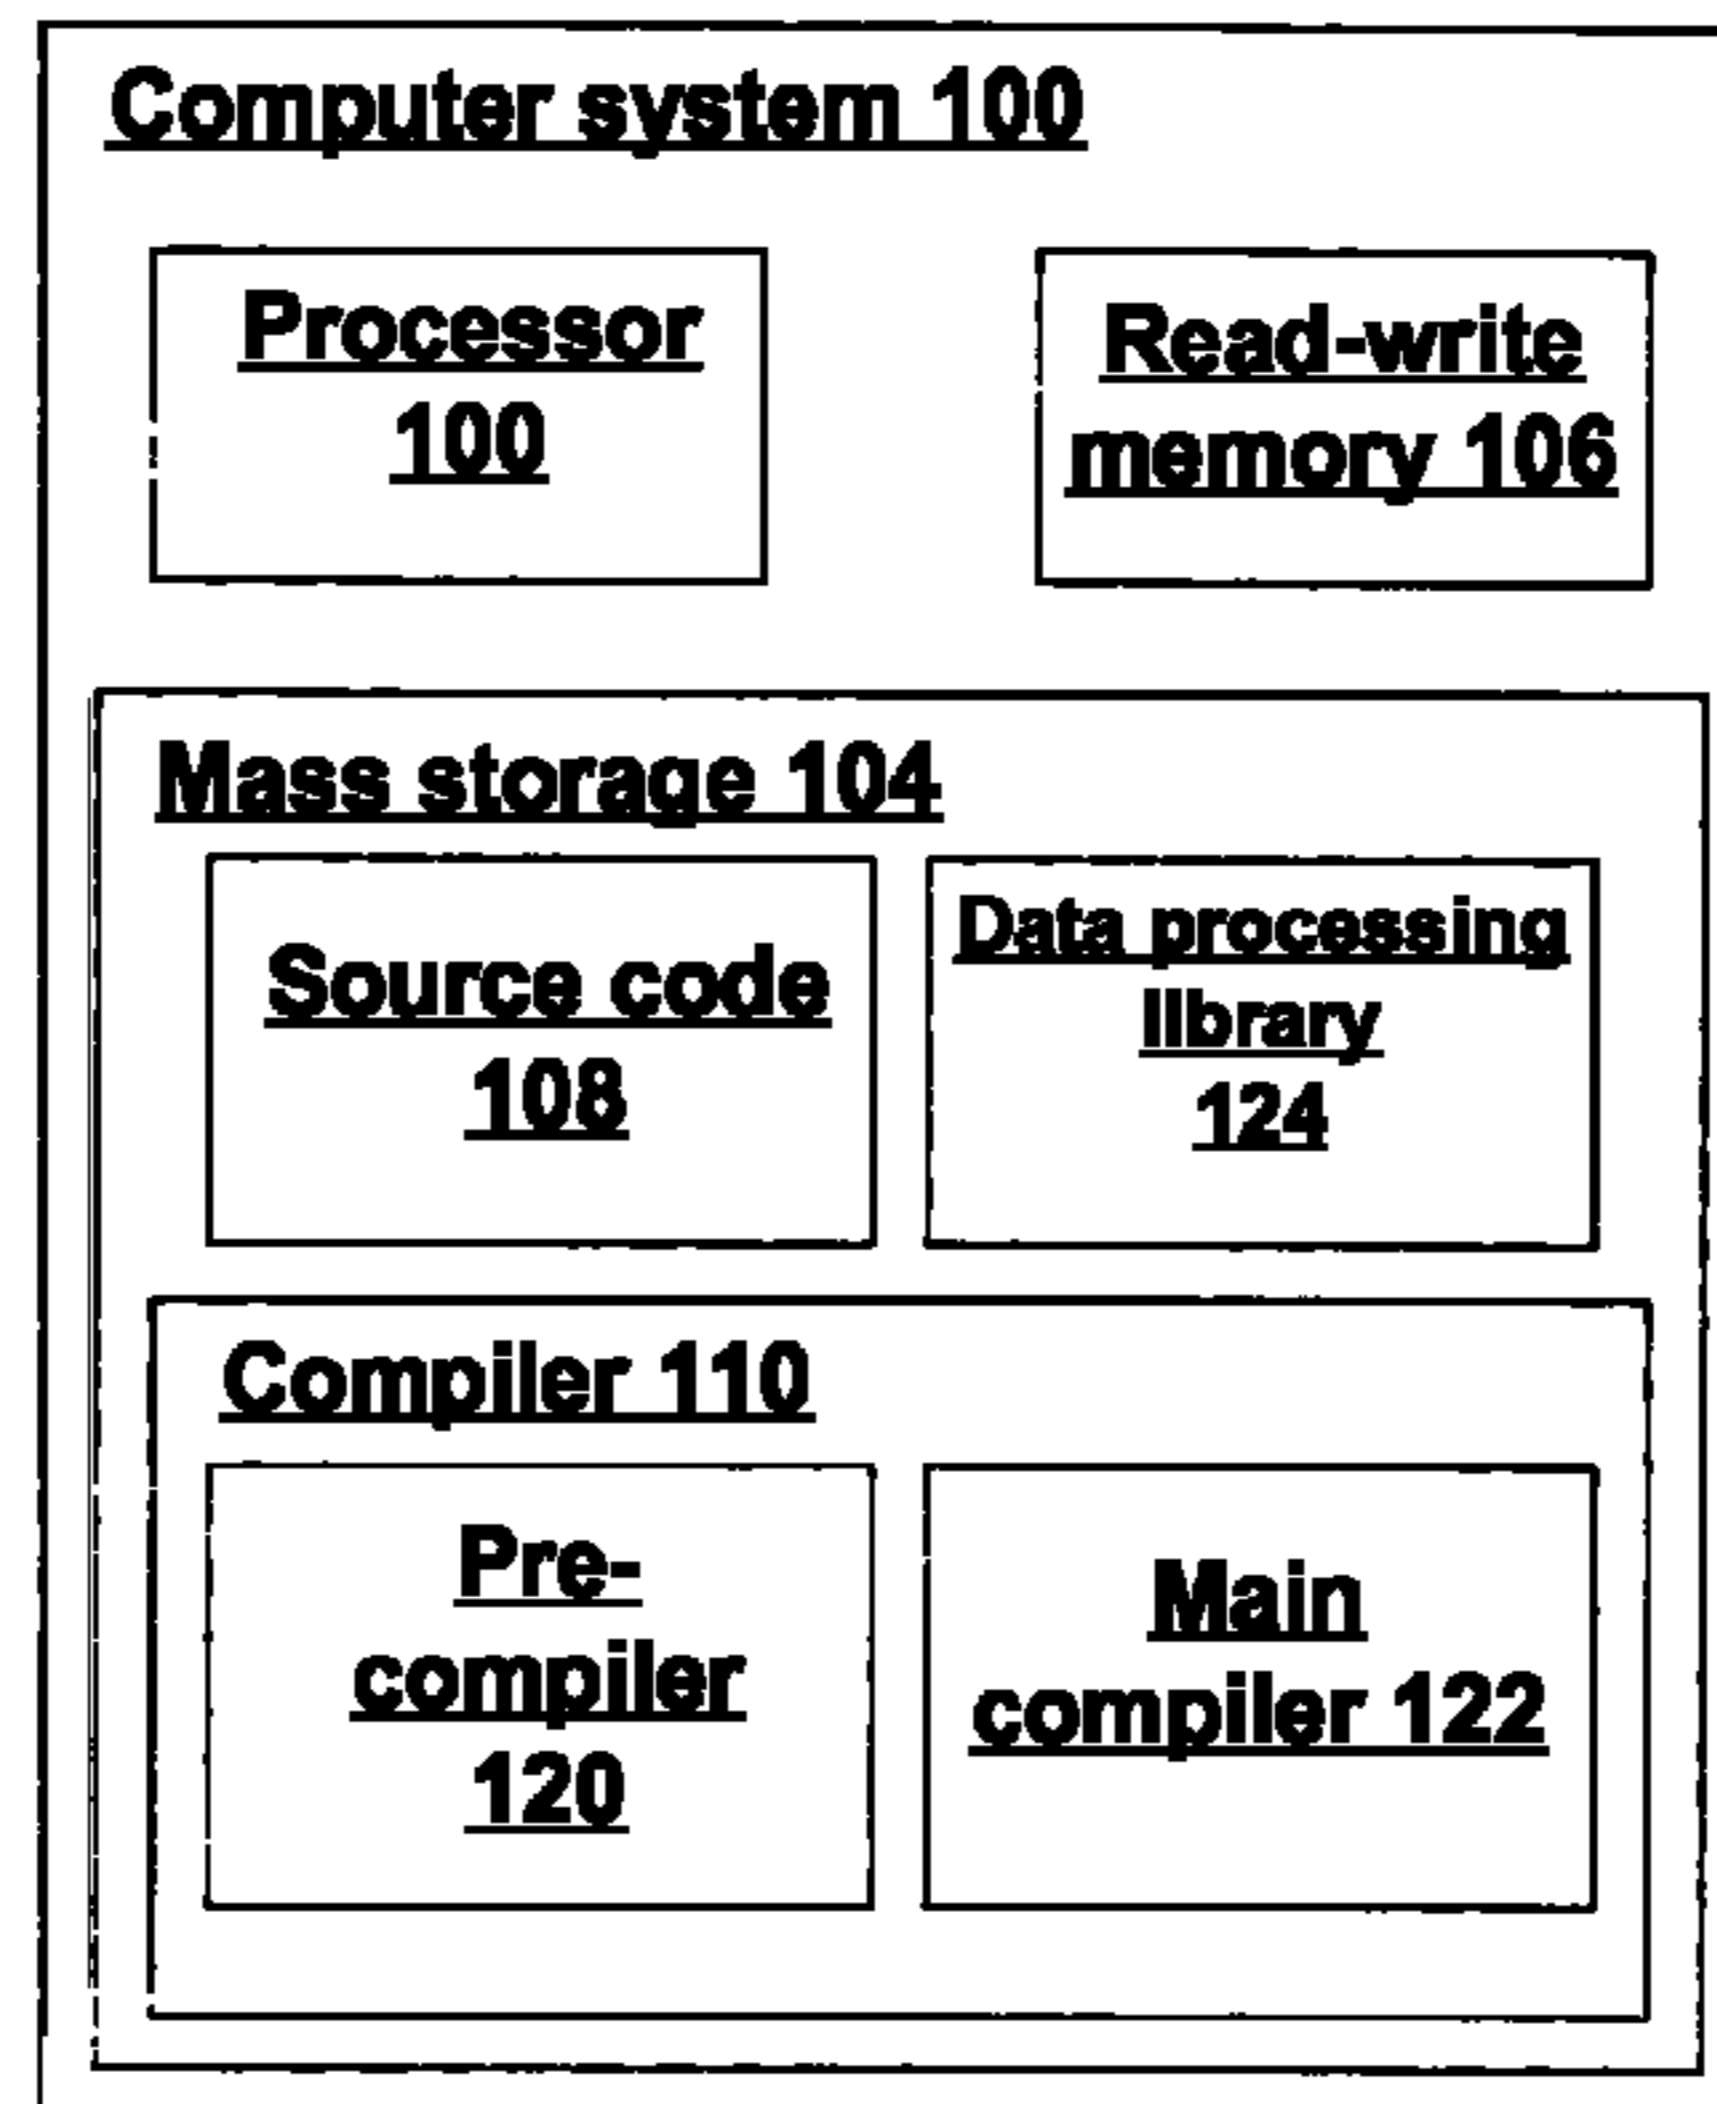 Computer system 100
Processor
100
Read-write
memory 106
Mass storage 104
Source code
108
Data processing
library
124
Compiler 110
Pre-
compiler
120
Main
compiler 122